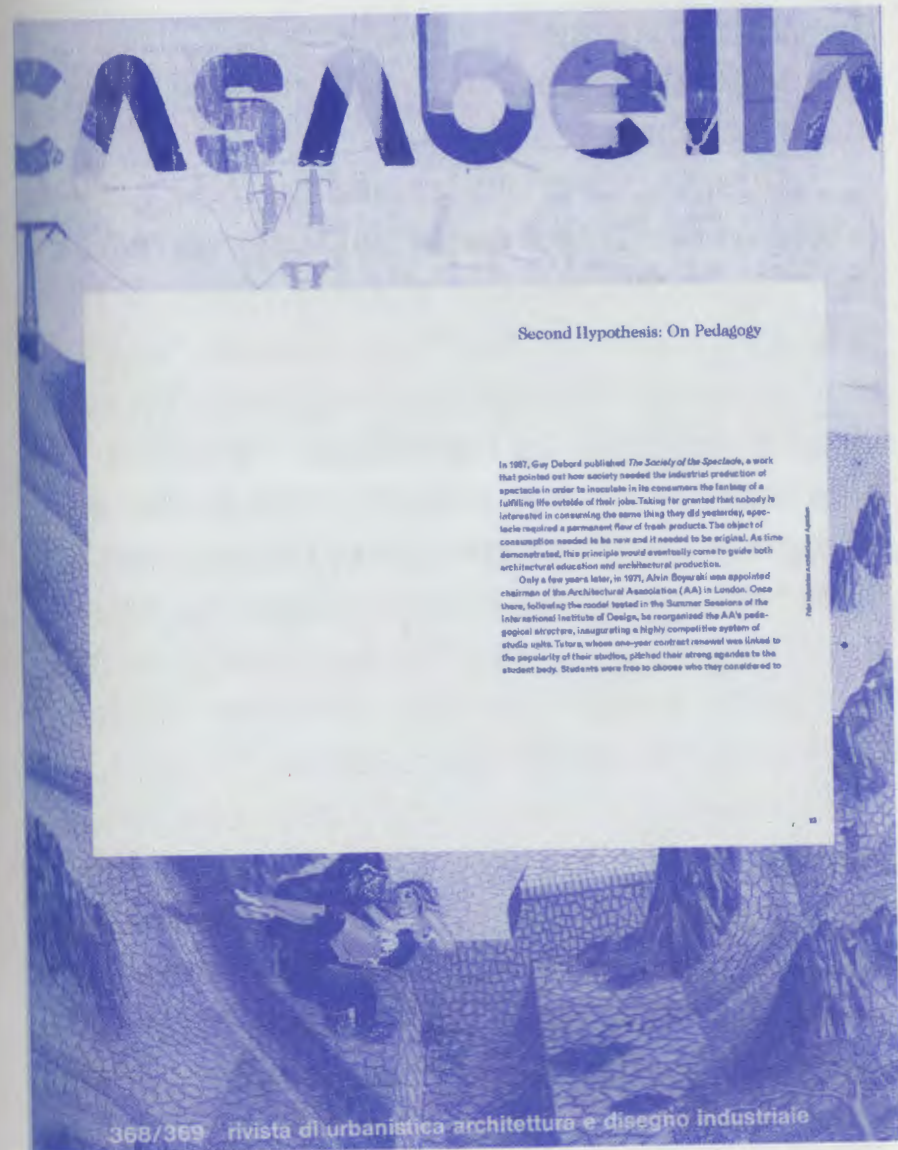 casabella
Second Hypothesis: On Pedagogy
In 1967, Guy Debord published The Society of the Spectacle, a work
that pointed out how society needed the industrial production of
spectacle in order to inoculate in its consumers the fantasy of a
fulfilling life outside of their jobs. Taking for granted that nobody is
interested in consuming the same thing they did yesterday, spec-
tacle required a permanent flow of fresh products. The object of
consumption needed to be new and it needed to be original. As time
demonstrated, this principle would eventually come to guide both
architectural education and architectural production.
Only a few years later, in 1971, Alvin Boyarski was appointed
chairman of the Architectural Association (AA) in London. Once
there, following the model tested in the Summer Sessions of the
International Institute of Design, he reorganized the AA's peda-
gogical structure, inaugurating a highly competitive system of
studio units. Tutors, whose one-year contract renewal was linked to
the popularity of their studios, pitched their strong agendas to the
student body. Students were free to choose who they considered to
368/369 rivista di urbanistica architettura e disegno industriale